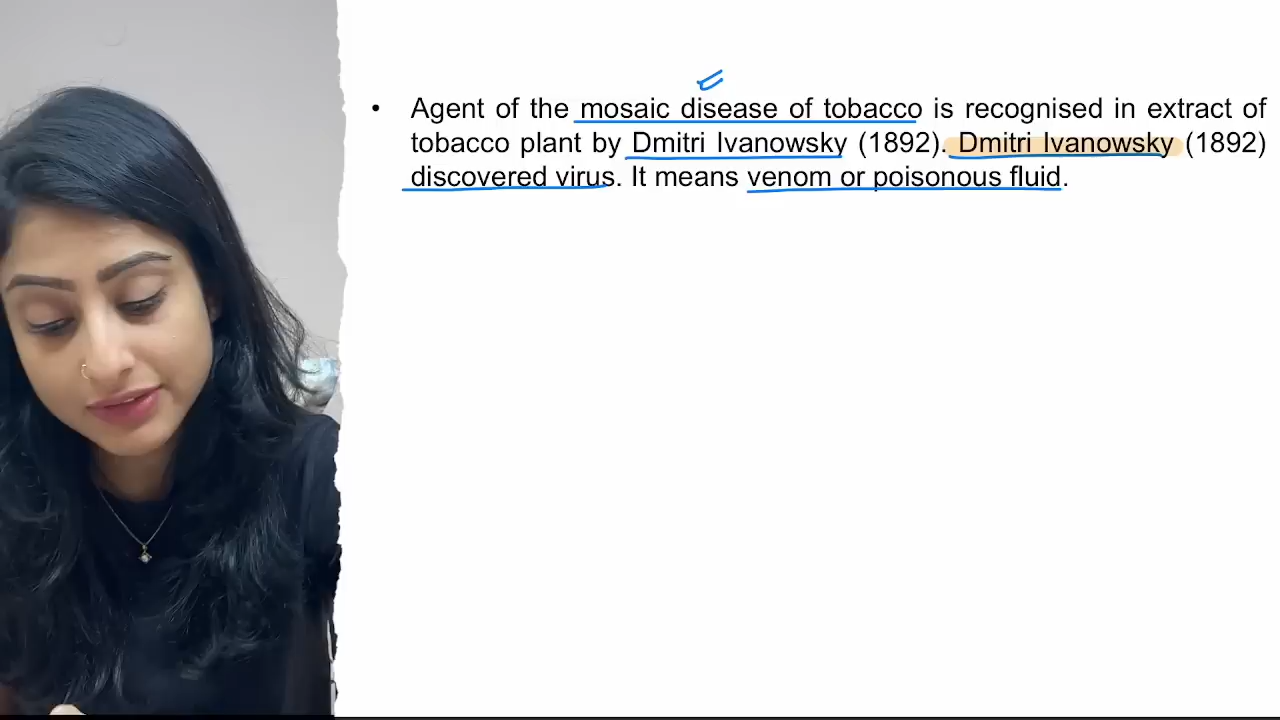 • Agent of the mosaic disease of tobacco is recognised in extract of
tobacco plant by Dmitri Ivanowsky (1892). Dmitri Ivanowsky (1892)
discovered virus. It means venom or poisonous fluid.